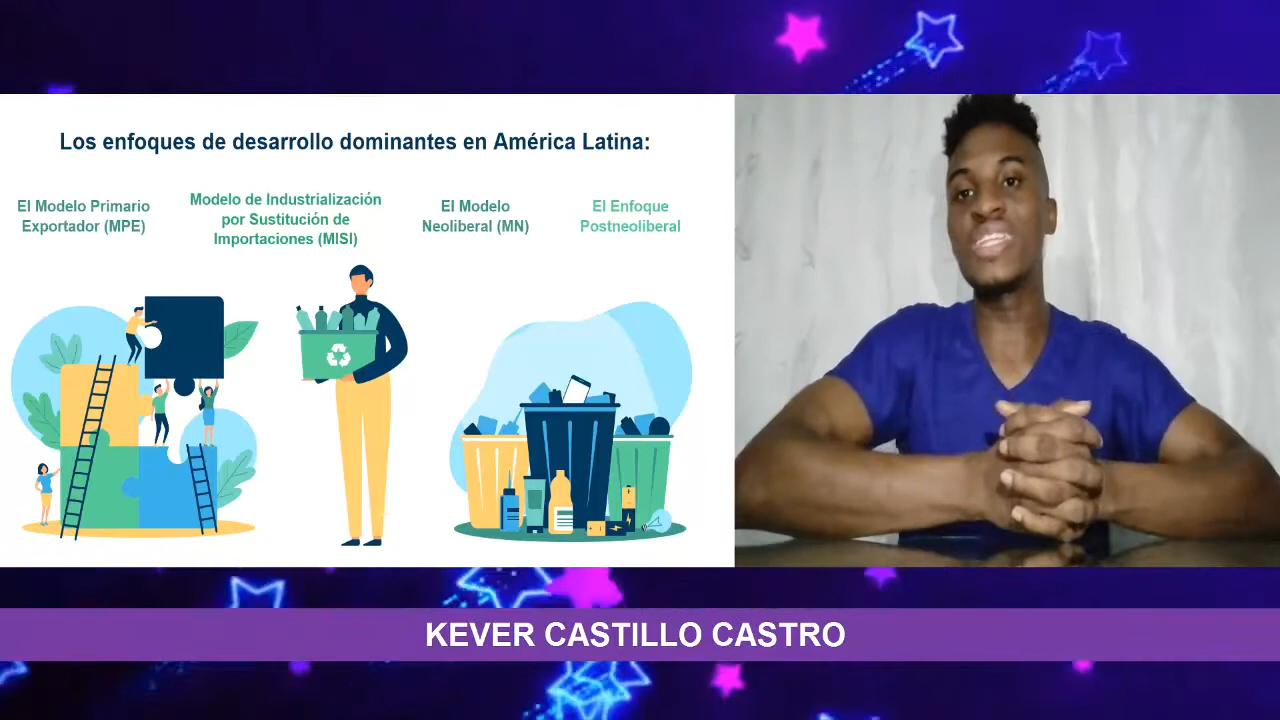 Los enfoques de desarrollo dominantes en América Latina:
El Modelo Primario
Exportador (MPE)
Modelo de Industrialización
por Sustitución de
Importaciones (MISI)
El Modelo
Neoliberal (MN)
El Enfoque
Postneoliberal
KEVER CASTILLO CASTRO